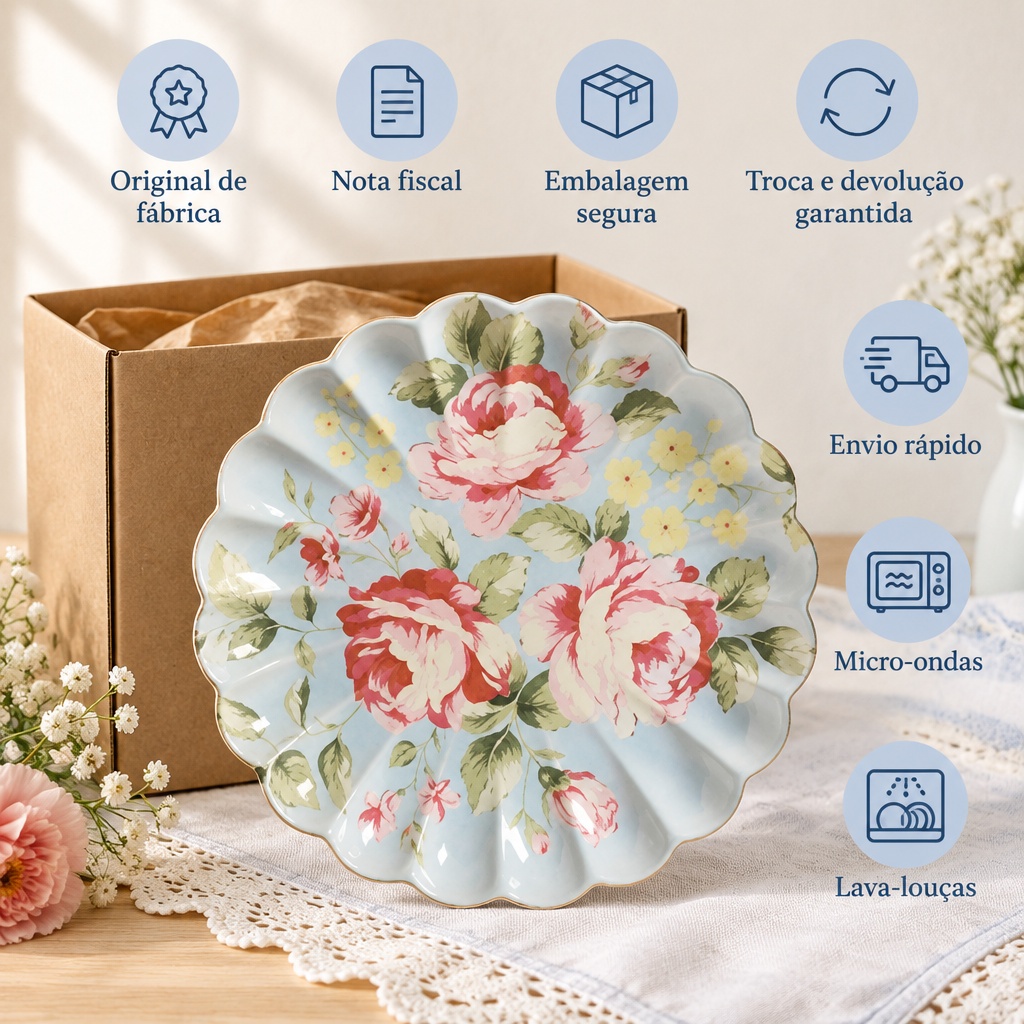 Original de
fábrica
Nota fiscal
Embalagem
segura
Troca e devolução
garantida
Envio rápido
Micro-ondas
Lava-louças